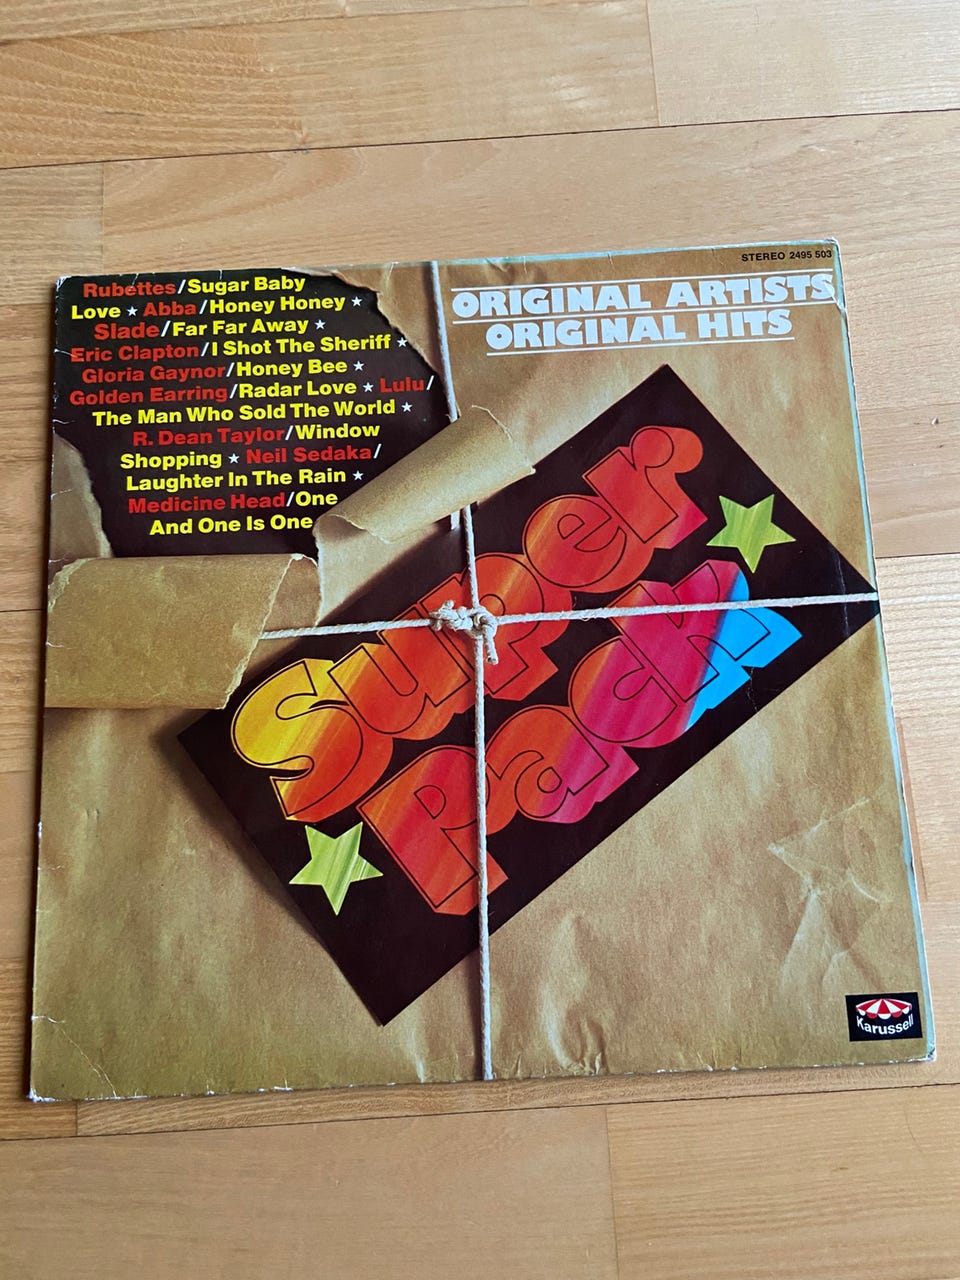 STEREO 2495 503
ORIGINAL ARTISTS
ORIGINAL HITS
Rubettes/Sugar Baby
Love ★ Abba/Honey Honey ★
Slade/Far Far Away ★
Eric Clapton/I Shot The Sheriff ★
Gloria Gaynor/Honey Bee ★
Golden Earring/Radar Love ★ Lulu/
The Man Who Sold The World ★
R. Dean Taylor/Window
Shopping ★ Neil Sedaka/
Laughter In The Rain ★
Medicine Head/One
And One Is One
Super
Pack
Karussell